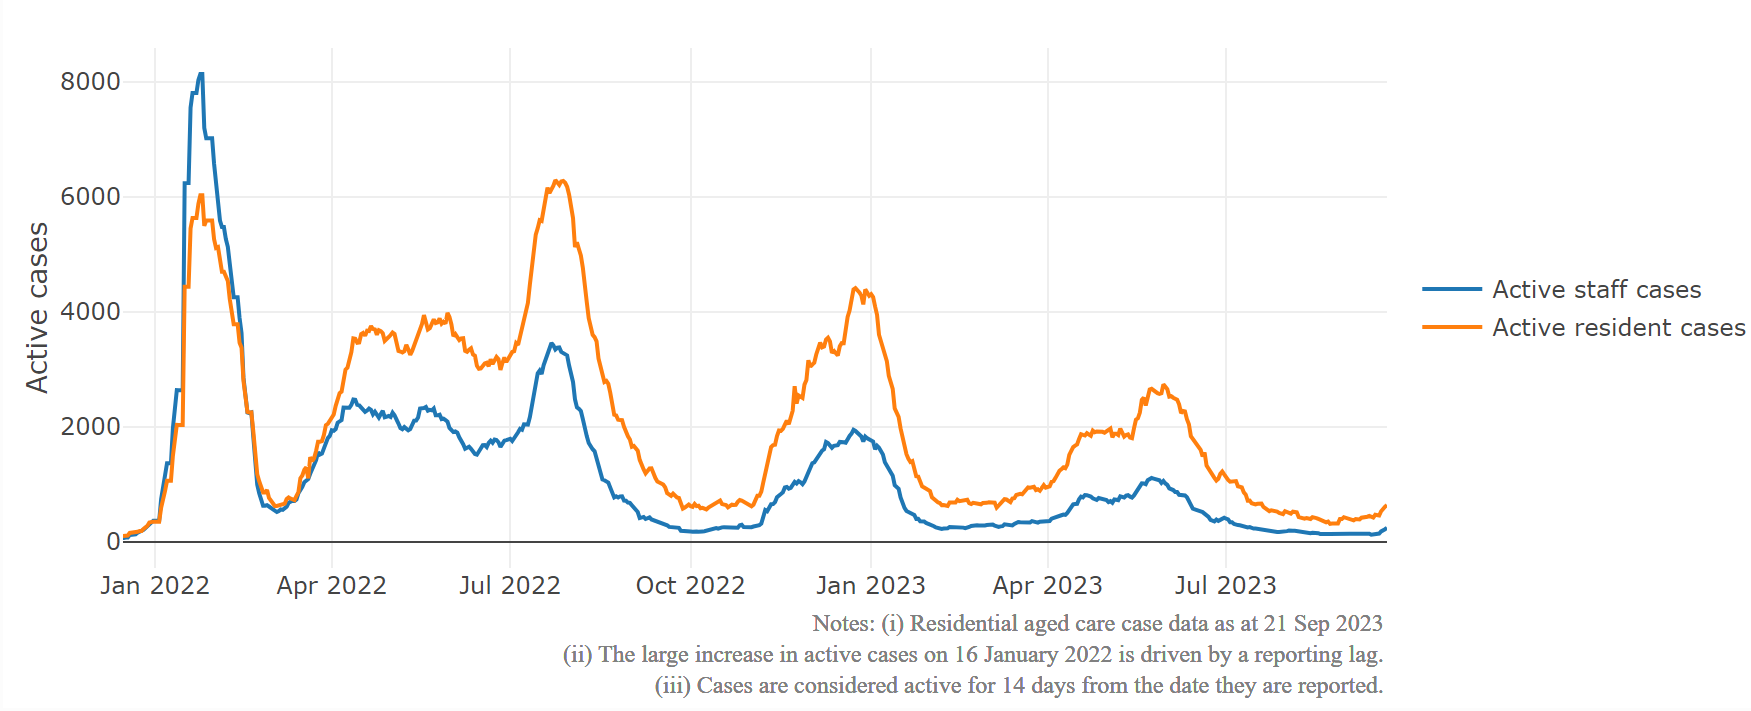 8000
6000
4000
2000
0
Active cases
Jan 2022
Apr 2022
Jul 2022
Oct 2022
Jan 2023
Apr 2023
Jul 2023
Active staff cases
Active resident cases
Notes: (i) Residential aged care case data as at 21 Sep 2023
(ii) The large increase in active cases on 16 January 2022 is driven by a reporting lag.
(iii) Cases are considered active for 14 days from the date they are reported.